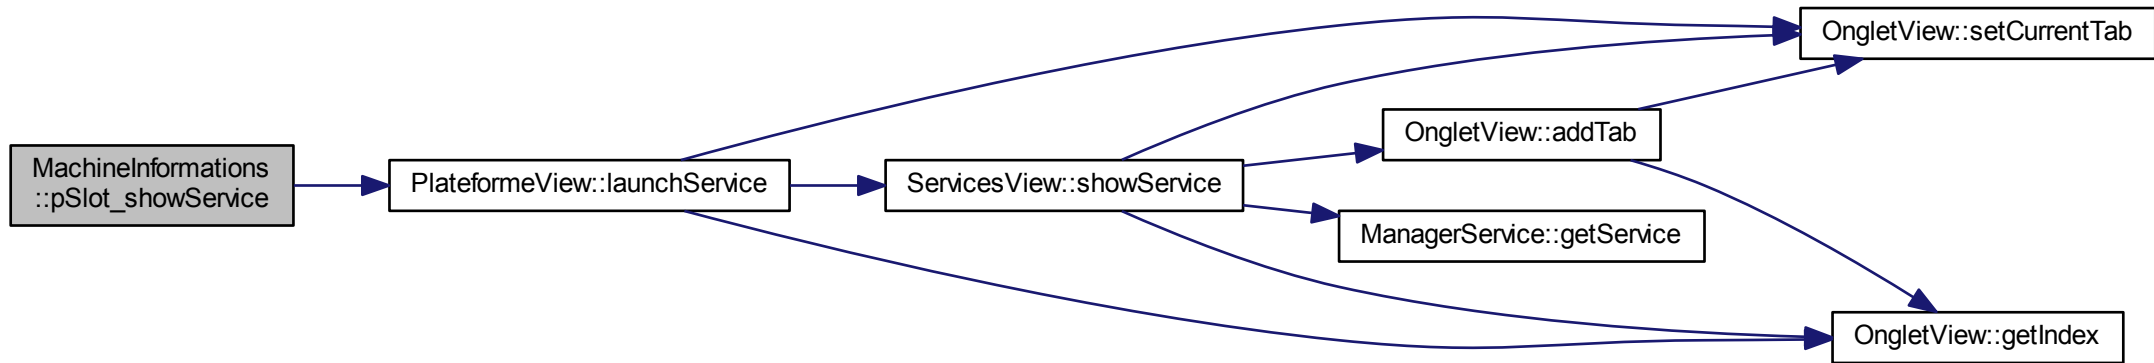 MachineInformations
::pSlot_showService
PlateformeView::launchService
ServicesView::showService
OngletView::addTab
ManagerService::getService
OngletView::setCurrentTab
OngletView::getIndex